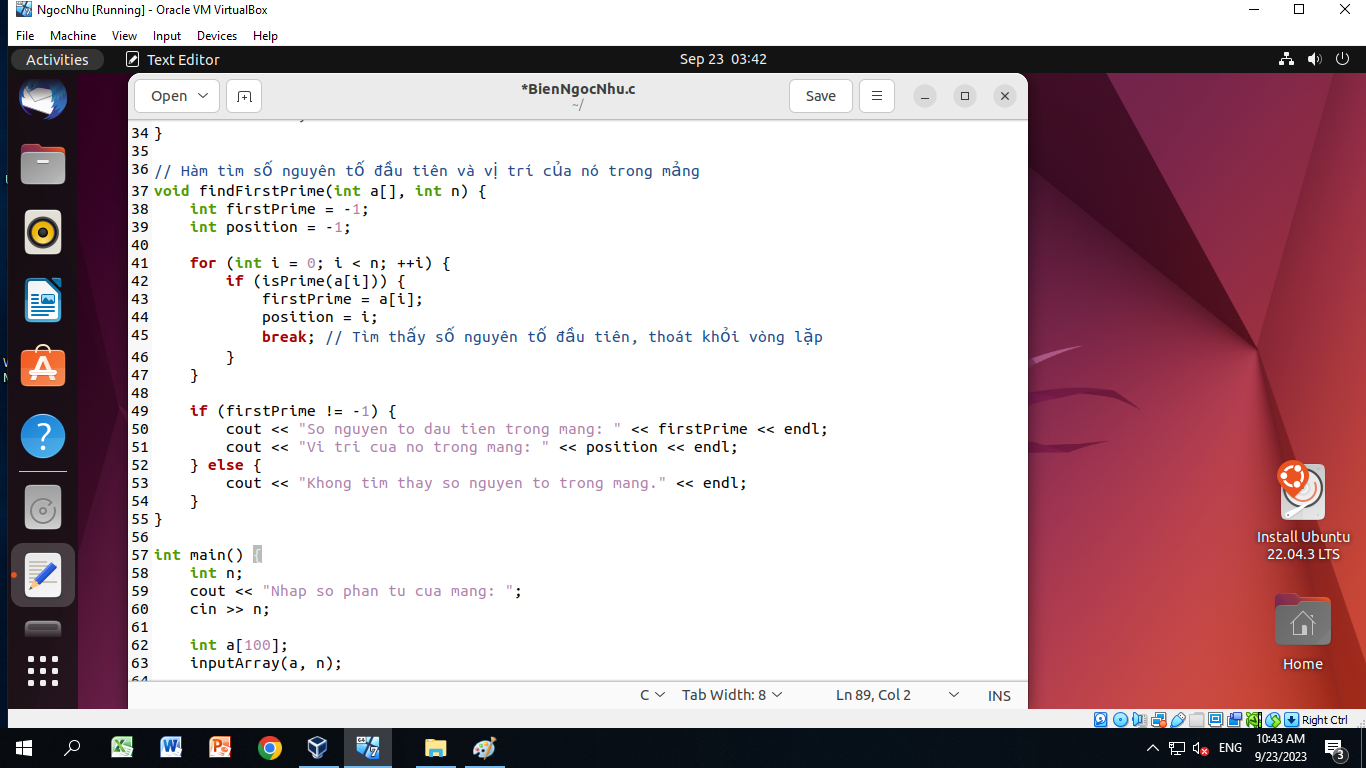 NgocNhu [Running] - Oracle VM VirtualBox
File Machine View Input Devices Help
Activities Text Editor Sep 23 03:42
Open *BienNgocNhu.c Save
~/
34 }
35
36 // Hàm tìm số nguyên tố đầu tiên và vị trí của nó trong mảng
37 void findFirstPrime(int a[], int n) {
38     int firstPrime = -1;
39     int position = -1;
40
41     for (int i = 0; i < n; ++i) {
42         if (isPrime(a[i])) {
43             firstPrime = a[i];
44             position = i;
45             break; // Tìm thấy số nguyên tố đầu tiên, thoát khỏi vòng lặp
46         }
47     }
48
49     if (firstPrime != -1) {
50         cout << "So nguyen to dau tien trong mang: " << firstPrime << endl;
51         cout << "Vi tri cua no trong mang: " << position << endl;
52     } else {
53         cout << "Khong tim thay so nguyen to trong mang." << endl;
54     }
55 }
56
57 int main() {
58     int n;
59     cout << "Nhap so phan tu cua mang: ";
60     cin >> n;
61
62     int a[100];
63     inputArray(a, n);
64
C Tab Width: 8 Ln 89, Col 2 INS
Install Ubuntu
22.04.3 LTS
Home
Right Ctrl
ENG
10:43 AM
9/23/2023
3